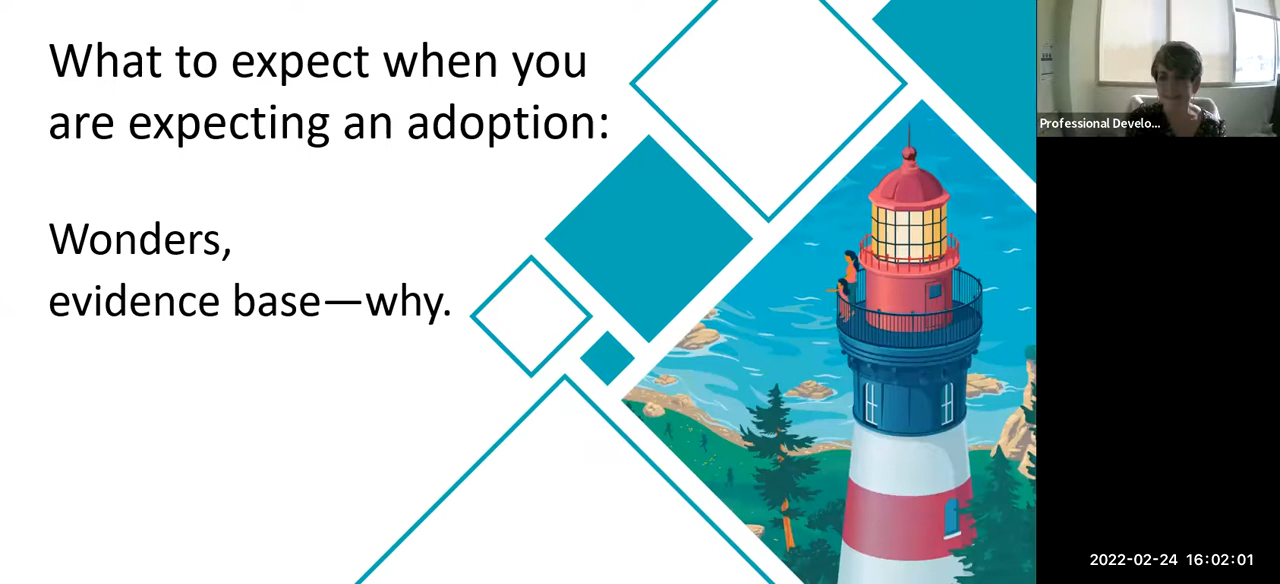 What to expect when you
are expecting an adoption:
Wonders,
evidence base—why.
Professional Develo...
2022-02-24 16:02:01